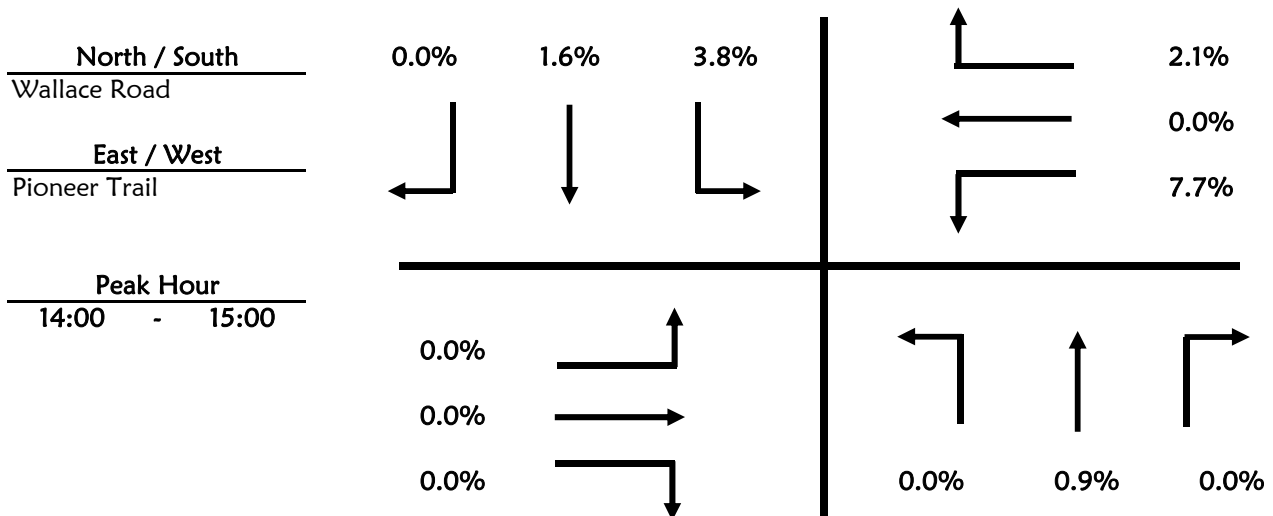 North / South
Wallace Road
East / West
Pioneer Trail
Peak Hour
14:00 - 15:00
0.0% 1.6% 3.8%
2.1%
0.0%
7.7%
0.0%
0.0%
0.0%
0.0% 0.9% 0.0%